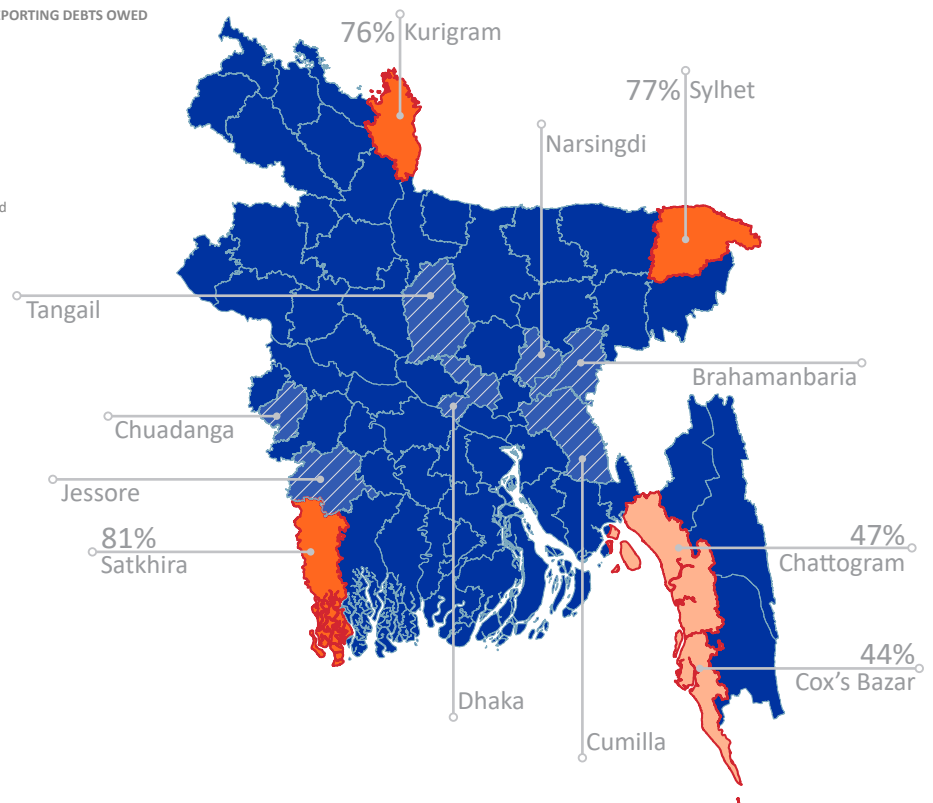 EPORTING DEBTS OWED
76% Kurigram
77% Sylhet
Narsingdi
d
Tangail
Brahamanbaria
Chuadanga
Jessore
81%
Satkhira
47%
Chattogram
44%
Cox's Bazar
Dhaka
Cumilla